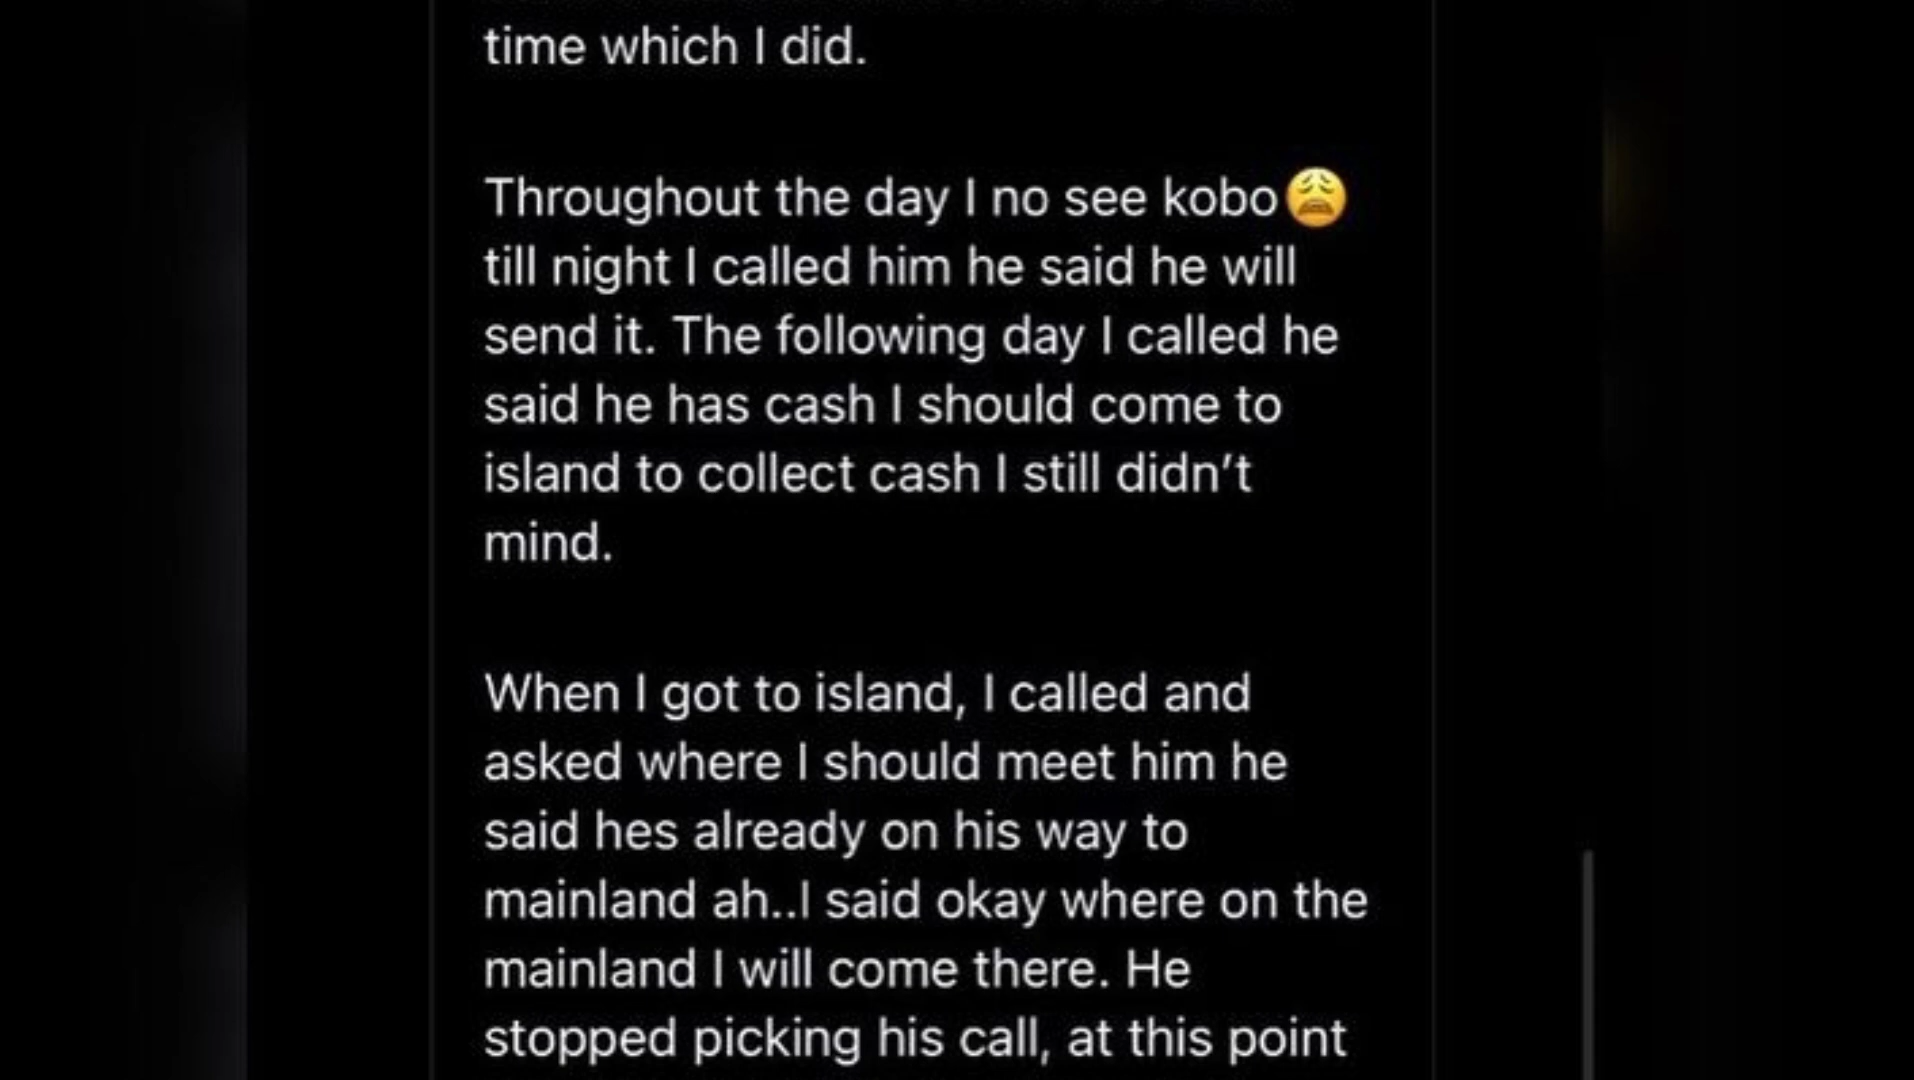 time which I did.
Throughout the day I no see kobo😩
till night I called him he said he will
send it. The following day I called he
said he has cash I should come to
island to collect cash I still didn’t
mind.
When I got to island, I called and
asked where I should meet him he
said hes already on his way to
mainland ah..I said okay where on the
mainland I will come there. He
stopped picking his call, at this point